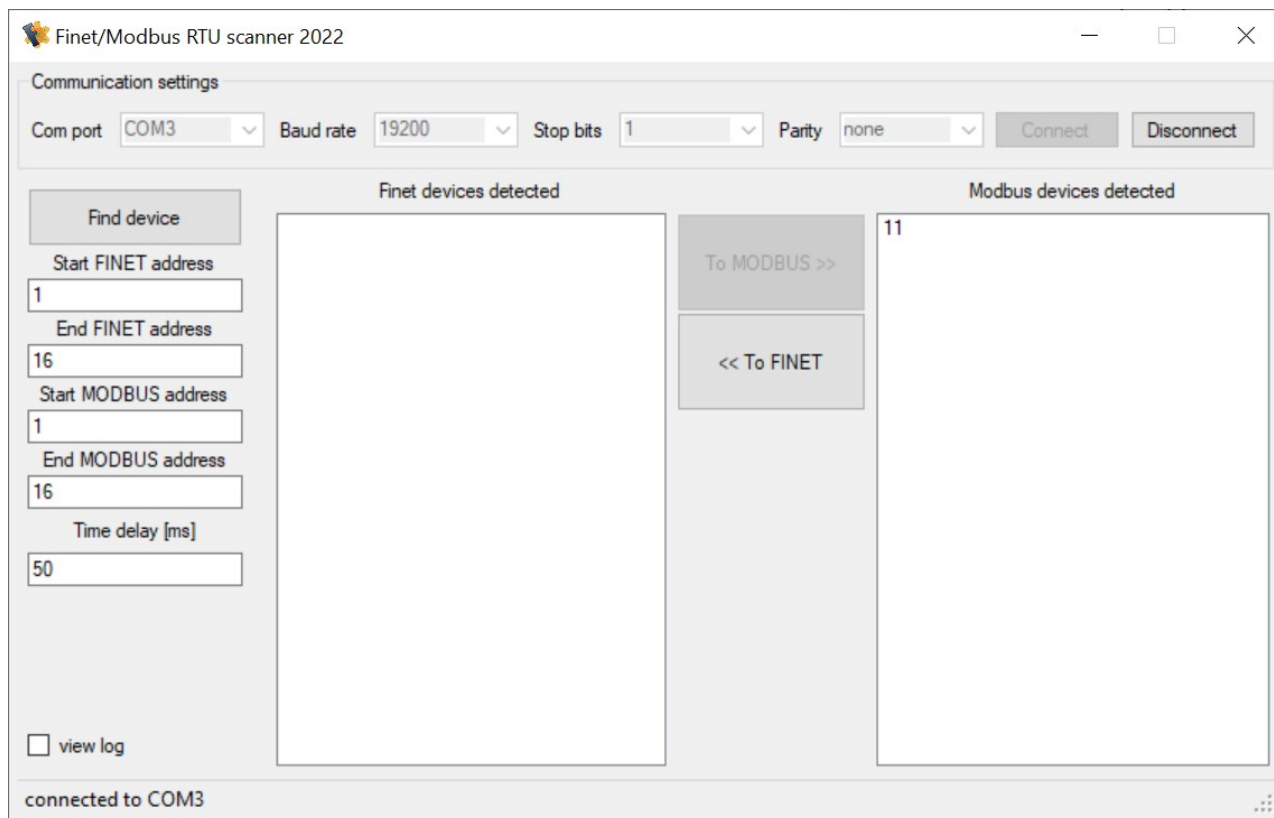 Finet/Modbus RTU scanner 2022
Communication settings
Com port COM3 Baud rate 19200 Stop bits 1 Parity none Connect Disconnect
Find device
Start FINET address
1
End FINET address
16
Start MODBUS address
1
End MODBUS address
16
Time delay [ms]
50
view log
Finet devices detected
To MODBUS >>
<< To FINET
Modbus devices detected
11
connected to COM3